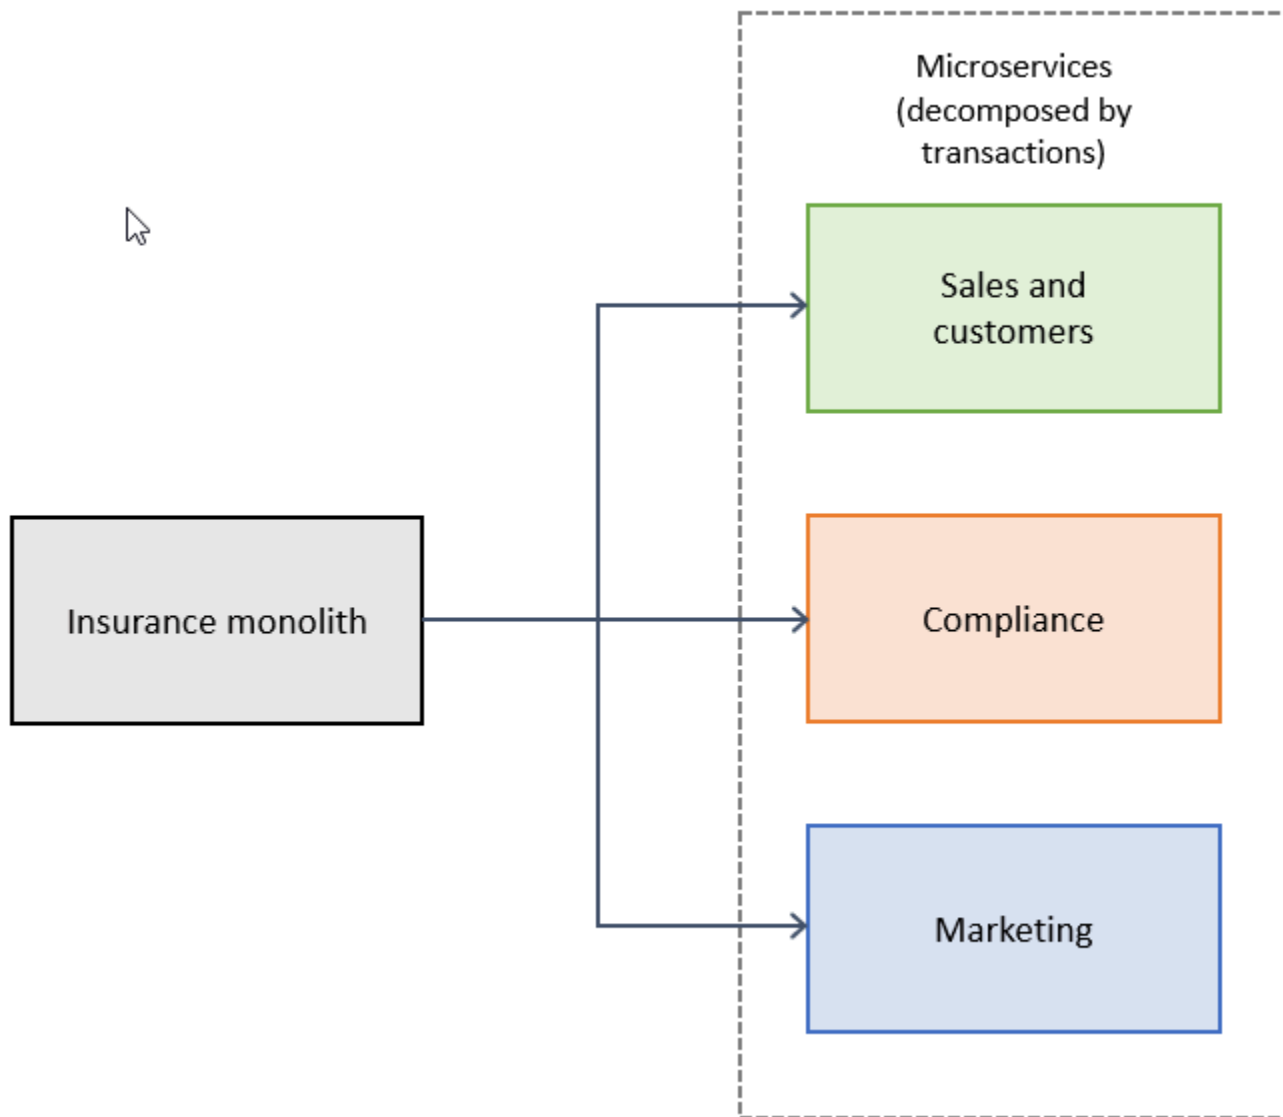 Microservices
(decomposed by
transactions)
Sales and
customers
Insurance monolith
Compliance
Marketing